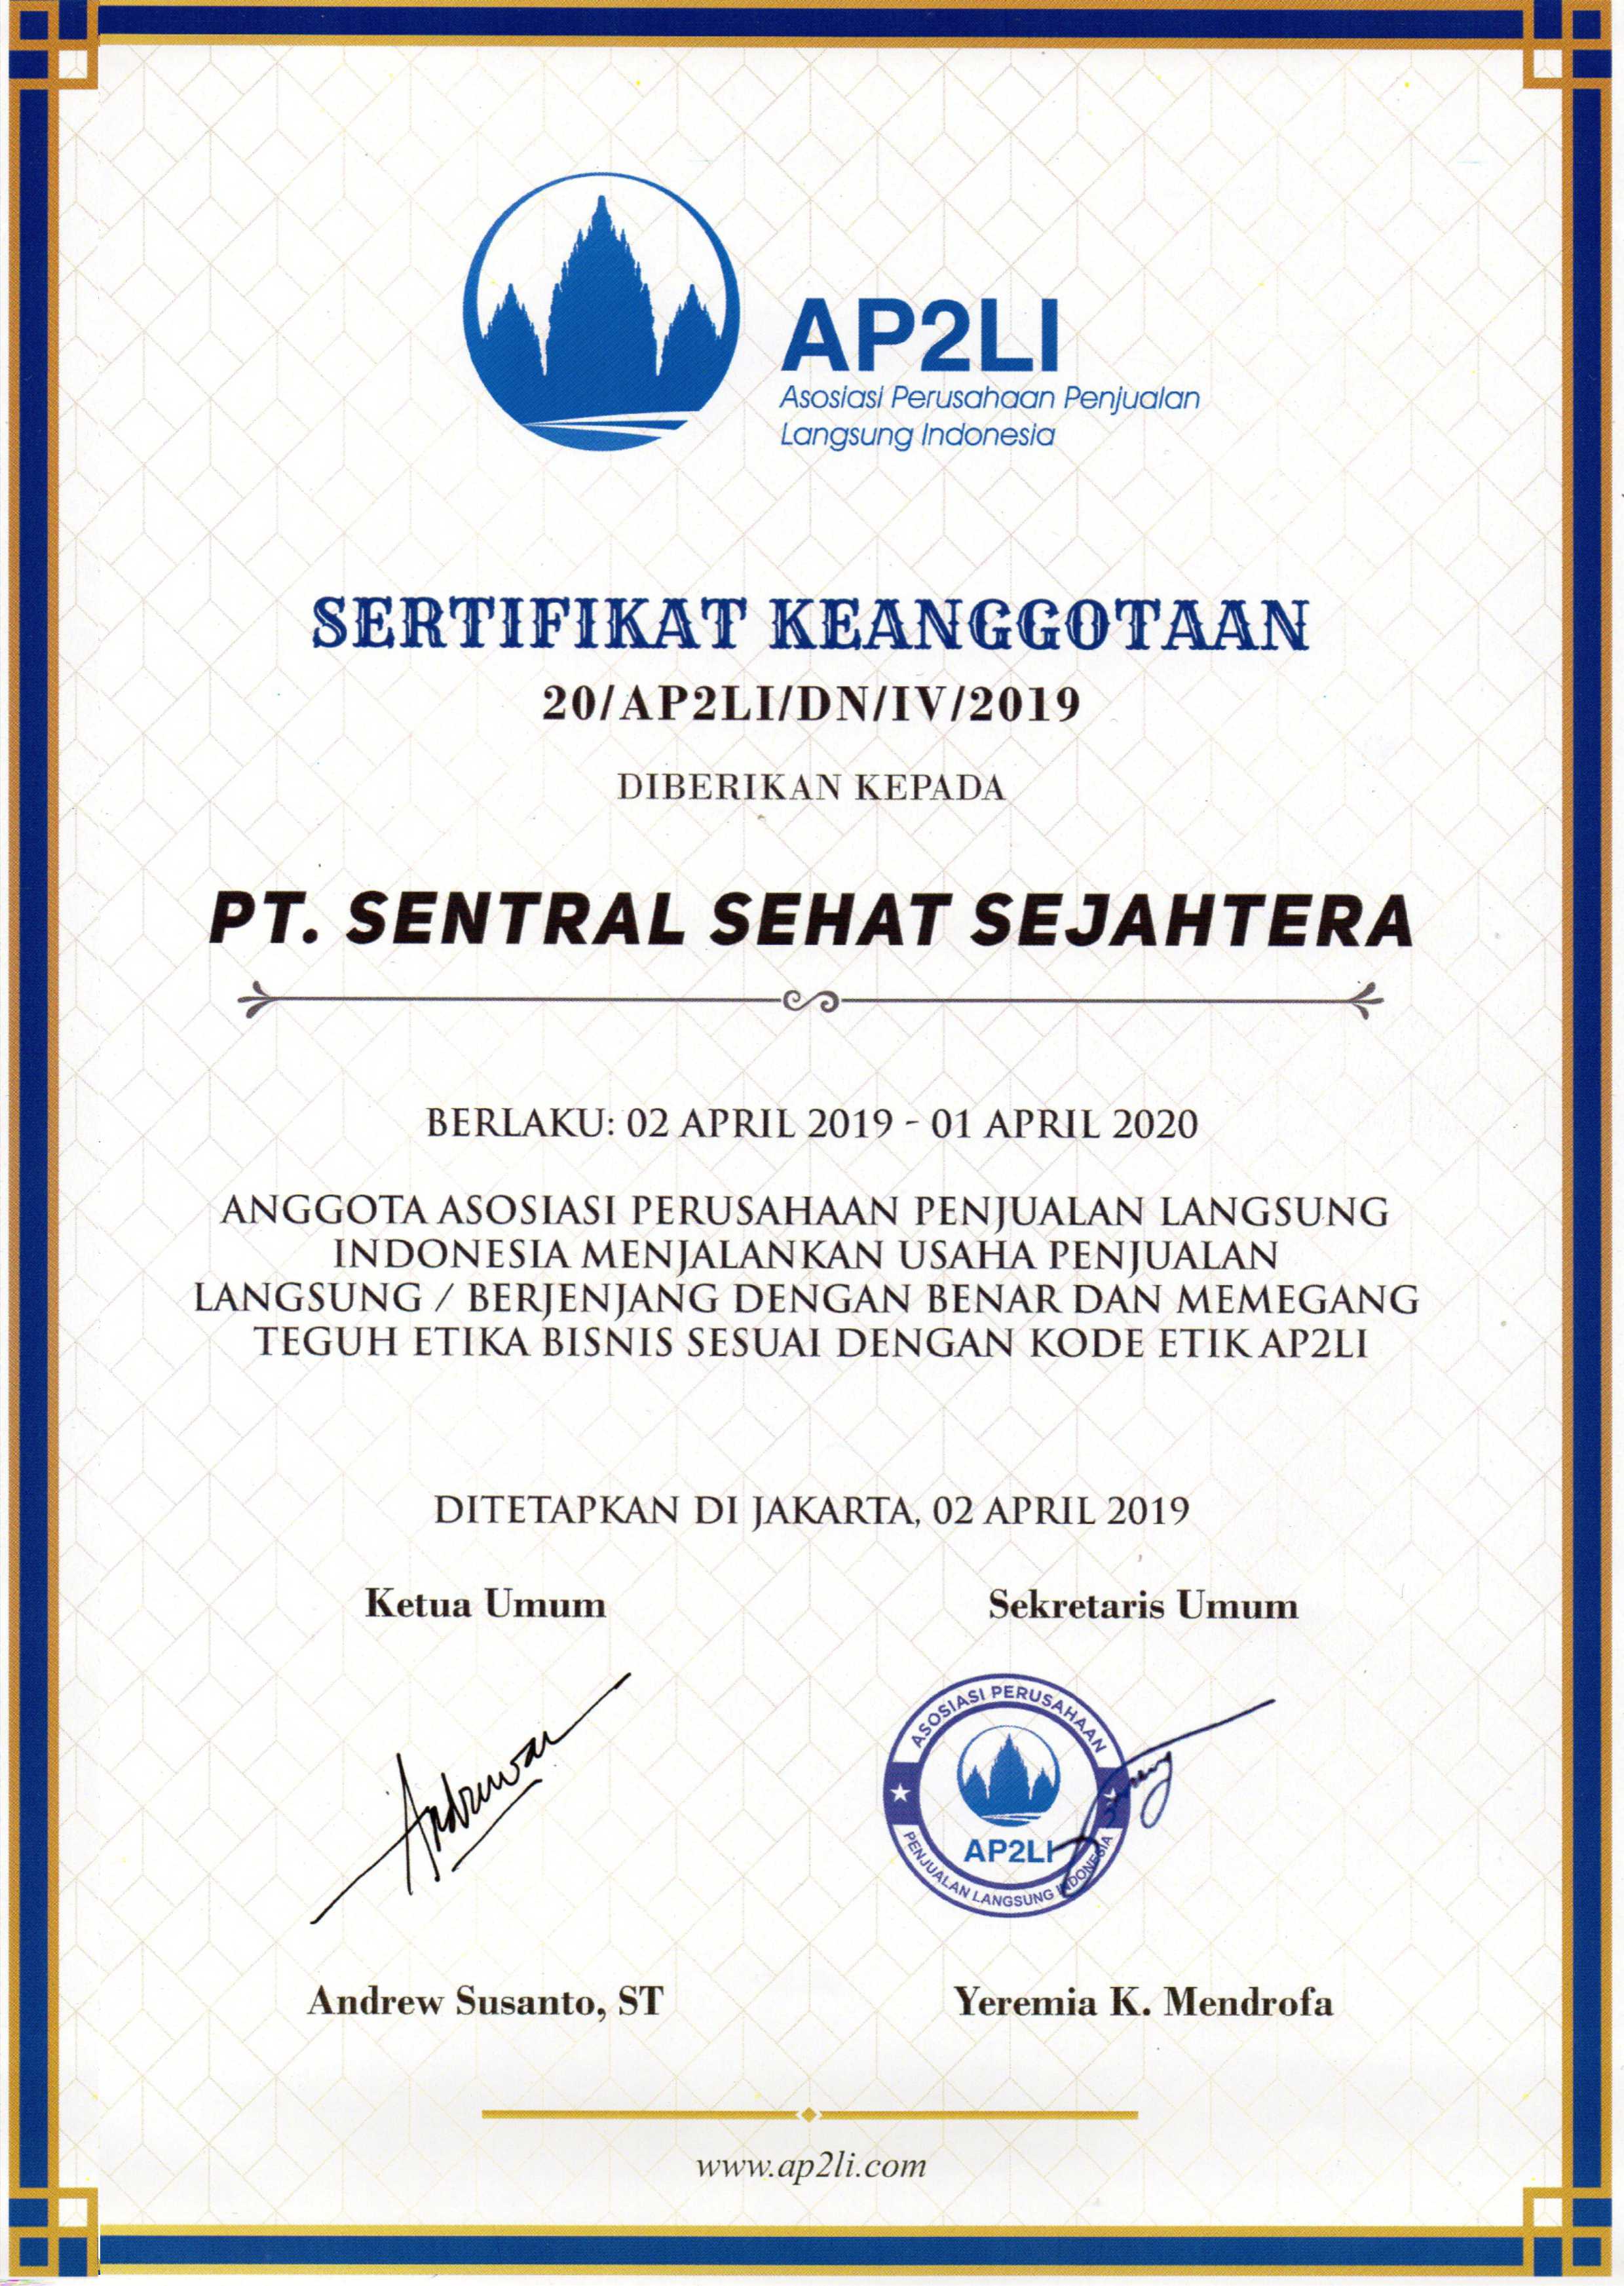 AP2LI
Asosiasi Perusahaan Penjualan
Langsung Indonesia
SERTIFIKAT KEANGGOTAAN
20/AP2LI/DN/IV/2019
DIBERIKAN KEPADA
PT. SENTRAL SEHAT SEJAHTERA
BERLAKU: 02 APRIL 2019 - 01 APRIL 2020
ANGGOTA ASOSIASI PERUSAHAAN PENJUALAN LANGSUNG
INDONESIA MENJALANKAN USAHA PENJUALAN
LANGSUNG / BERJENJANG DENGAN BENAR DAN MEMEGANG
TEGUH ETIKA BISNIS SESUAI DENGAN KODE ETIK AP2LI
DITETAPKAN DI JAKARTA, 02 APRIL 2019
Ketua Umum
Sekretaris Umum
ASOSIASI PERUSAHAAN
AP2LI
PENJUALAN LANGSUNG INDONESIA
Andrew Susanto, ST
Yeremia K. Mendrofa
www.ap2li.com